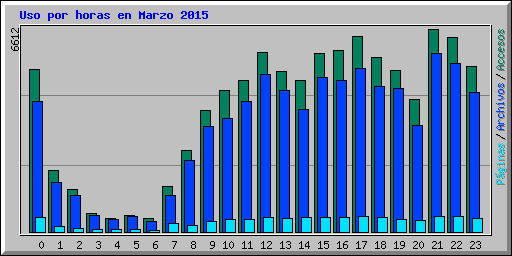 Uso por horas en Marzo 2015
6612
0 1 2 3 4 5 6 7 8 9 10 11 12 13 14 15 16 17 18 19 20 21 22 23
Páginas / Archivos / Accesos